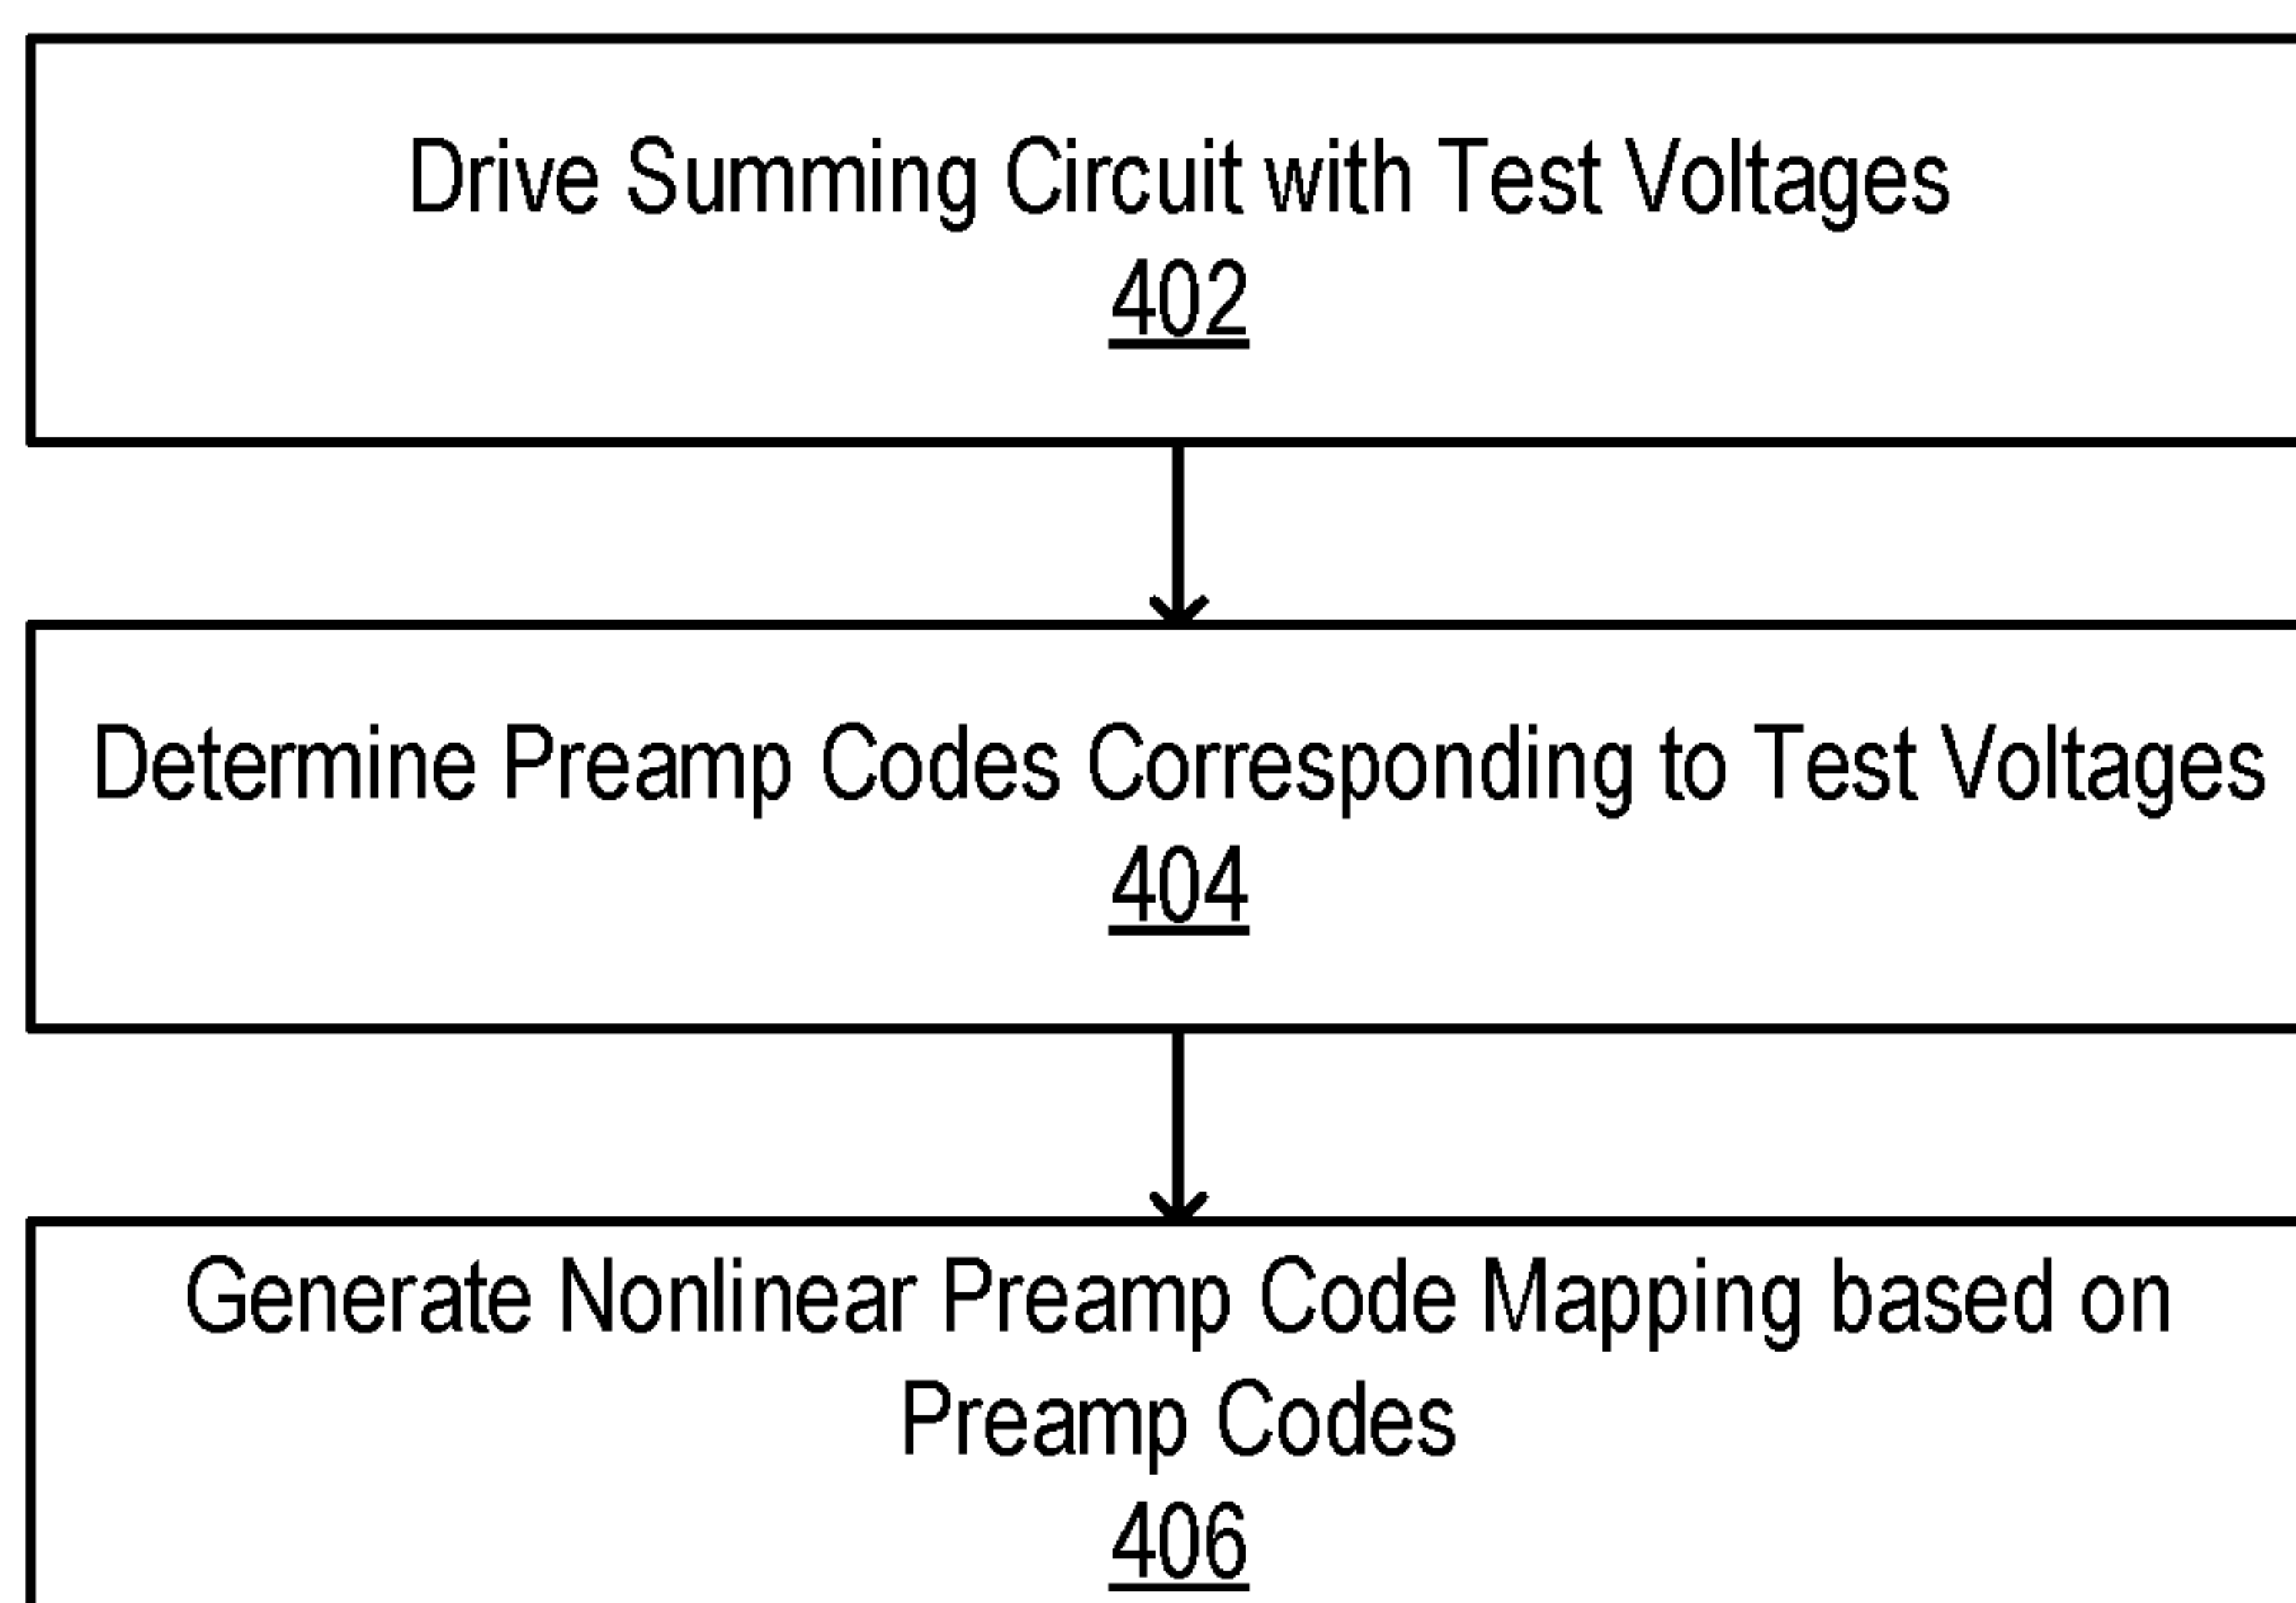 Drive Summing Circuit with Test Voltages
402
Determine Preamp Codes Corresponding to Test Voltages
404
Generate Nonlinear Preamp Code Mapping based on
Preamp Codes
406